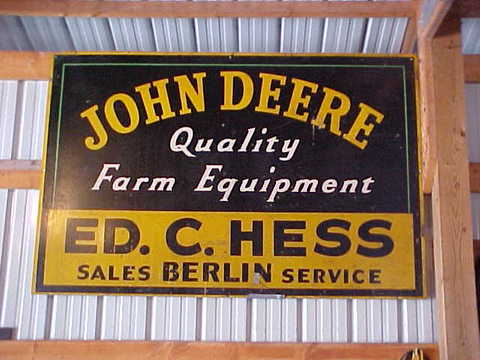 JOHN DEERE
Quality
Farm Equipment
ED. C. HESS
SALES BERLIN SERVICE